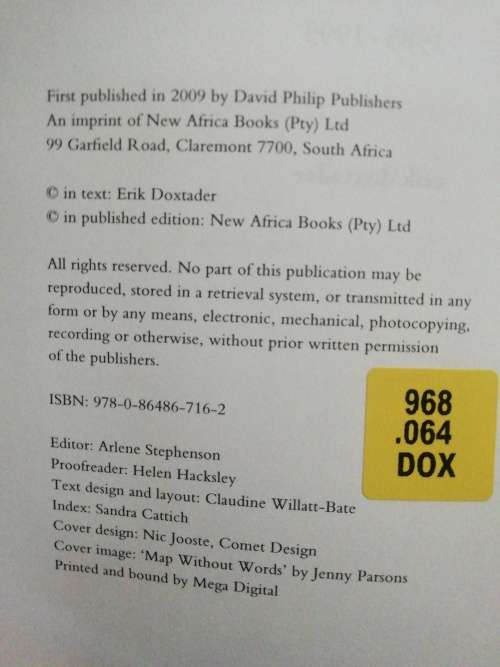 First published in 2009 by David Philip Publishers
An imprint of New Africa Books (Pty) Ltd
99 Garfield Road, Claremont 7700, South Africa
© in text: Erik Doxtader
© in published edition: New Africa Books (Pty) Ltd
All rights reserved. No part of this publication may be
reproduced, stored in a retrieval system, or transmitted in any
form or by any means, electronic, mechanical, photocopying,
recording or otherwise, without prior written permission
of the publishers.
ISBN: 978-0-86486-716-2
Editor: Arlene Stephenson
Proofreader: Helen Hacksley
Text design and layout: Claudine Willatt-Bate
Index: Sandra Cattich
Cover design: Nic Jooste, Comet Design
Cover image: ‘Map Without Words’ by Jenny Parsons
Printed and bound by Mega Digital
968
.064
DOX